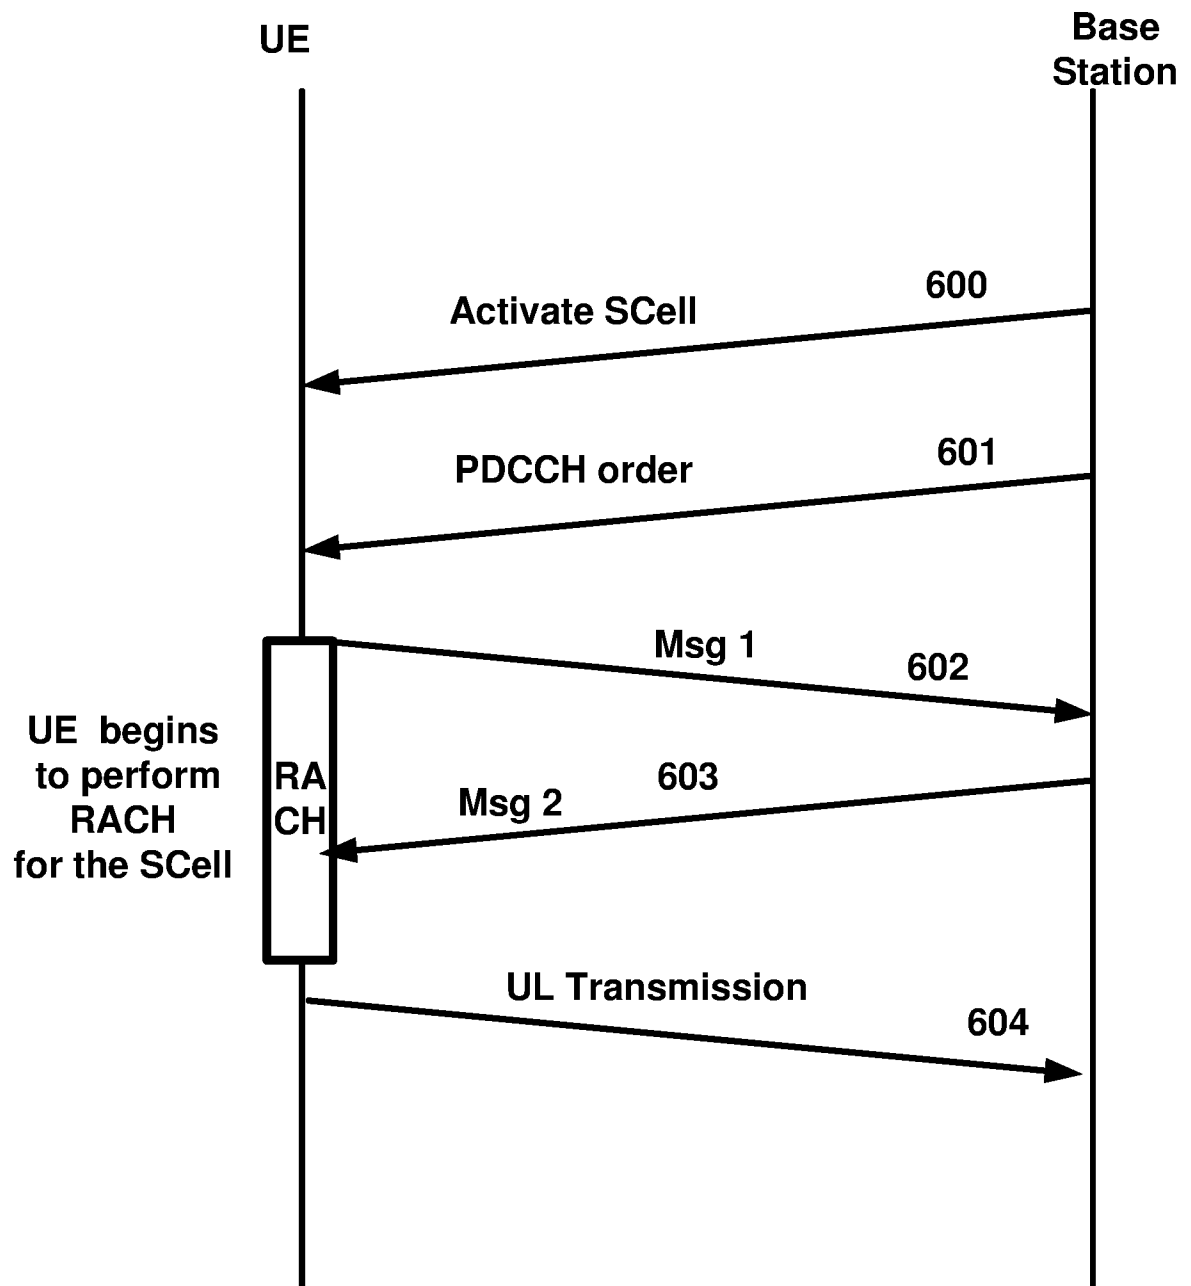 UE
Base
Station
600
Activate SCell
601
PDCCH order
Msg 1
602
UE begins
to perform
RACH
for the SCell
RA
CH
603
Msg 2
UL Transmission
604